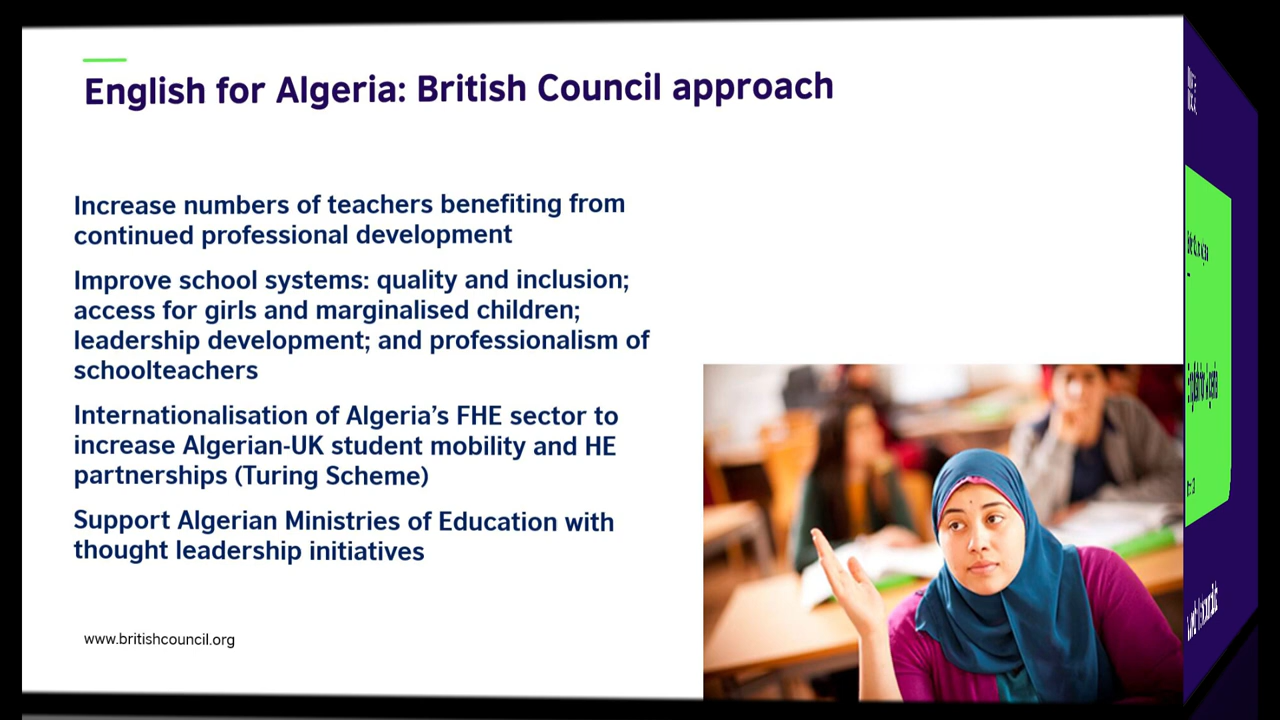 English for Algeria: British Council approach
Increase numbers of teachers benefiting from
continued professional development
Improve school systems: quality and inclusion;
access for girls and marginalised children;
leadership development; and professionalism of
schoolteachers
Internationalisation of Algeria’s FHE sector to
increase Algerian-UK student mobility and HE
partnerships (Turing Scheme)
Support Algerian Ministries of Education with
thought leadership initiatives
www.britishcouncil.org